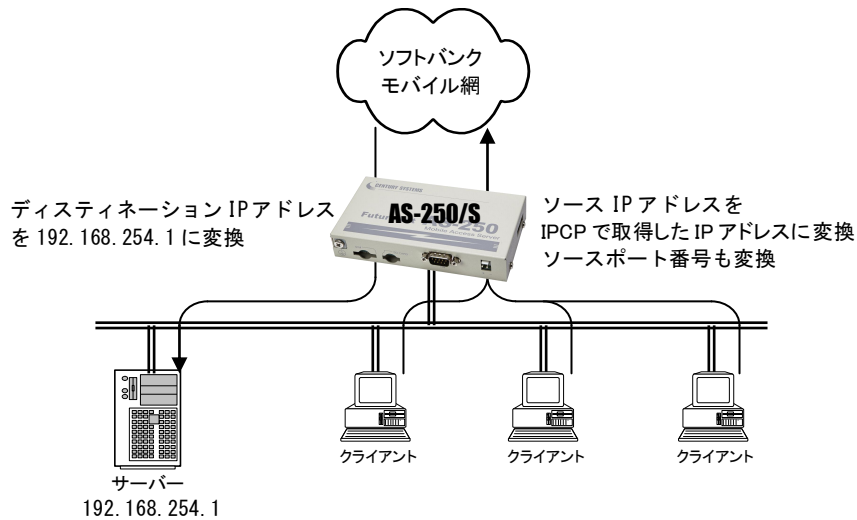 ソフトバンク
モバイル網
CENTURY SYSTEMS
AS-250/S
Mobile Access Server
ディスティネーション IPアドレス
を 192.168.254.1 に変換
ソース IP アドレスを
IPCP で取得した IP アドレスに変換
ソースポート番号も変換
サーバー
192.168.254.1
クライアント
クライアント
クライアント